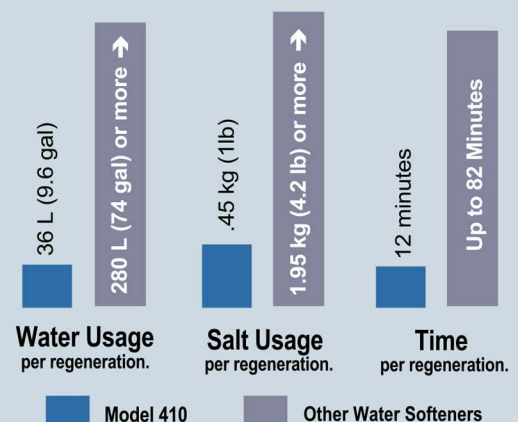 36 L (9.6 gal)
280 L (74 gal) or more →
.45 kg (1lb)
1.95 kg (4.2 lb) or more →
12 minutes
Up to 82 Minutes
Water Usage
per regeneration.
Salt Usage
per regeneration.
Time
per regeneration.
Model 410
Other Water Softeners